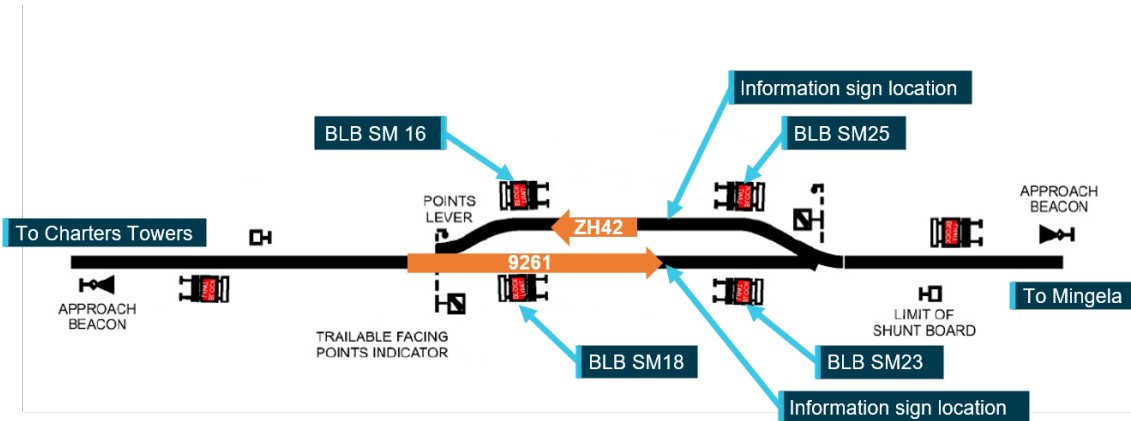 Information sign location
BLB SM 16
BLB SM25
POINTS
LEVER
APPROACH
BEACON
To Charters Towers
ZH42
9261
APPROACH
BEACON
To Mingela
LIMIT OF
SHUNT BOARD
TRAILABLE FACING
POINTS INDICATOR
BLB SM18
BLB SM23
Information sign location